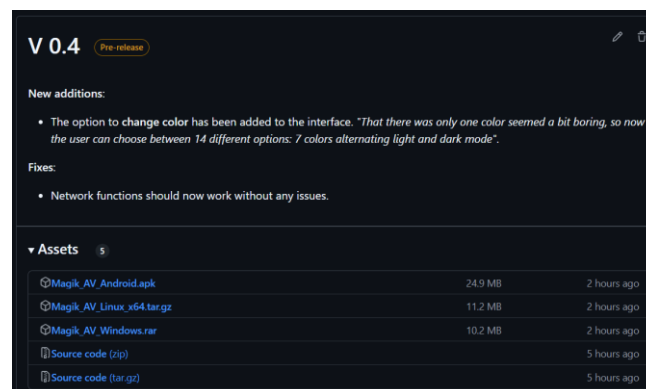 V 0.4 Pre-release
New additions:
• The option to change color has been added to the interface. "That there was only one color seemed a bit boring, so now
the user can choose between 14 different options: 7 colors alternating light and dark mode".
Fixes:
• Network functions should now work without any issues.
Assets 5
Magik_AV_Android.apk 24.9 MB 2 hours ago
Magik_AV_Linux_x64.tar.gz 11.2 MB 2 hours ago
Magik_AV_Windows.rar 10.2 MB 2 hours ago
Source code (zip) 5 hours ago
Source code (tar.gz) 5 hours ago